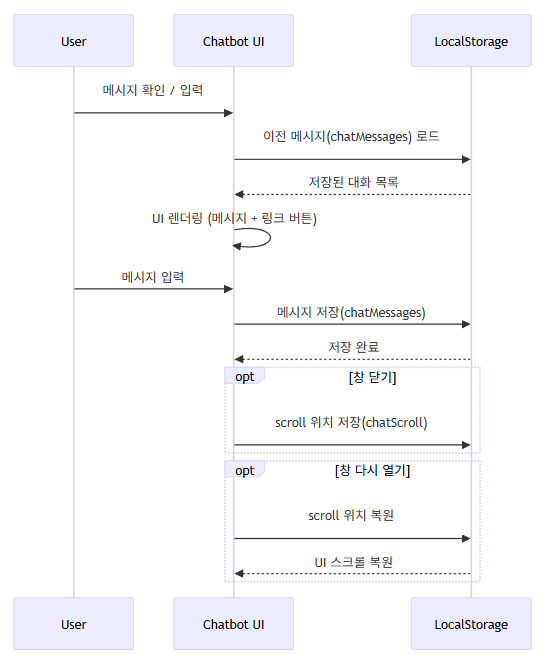 User
Chatbot UI
LocalStorage
메시지 확인 / 입력
이전 메시지(chatMessages) 로드
저장된 대화 목록
UI 렌더링 (메시지 + 링크 버튼)
메시지 입력
메시지 저장(chatMessages)
저장 완료
opt
[창 닫기]
scroll 위치 저장(chatScroll)
opt
[창 다시 열기]
scroll 위치 복원
UI 스크롤 복원
User
Chatbot UI
LocalStorage